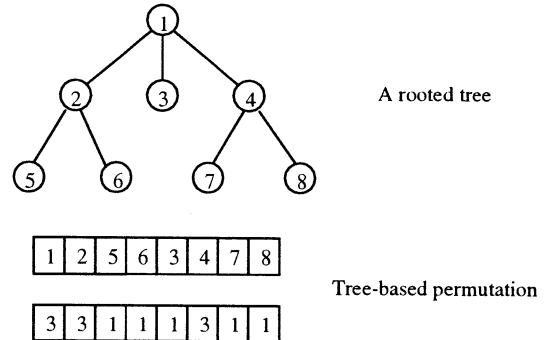 1
2 3 4 A rooted tree
5 6 7 8
1 2 5 6 3 4 7 8
Tree-based permutation
3 3 1 1 1 3 1 1